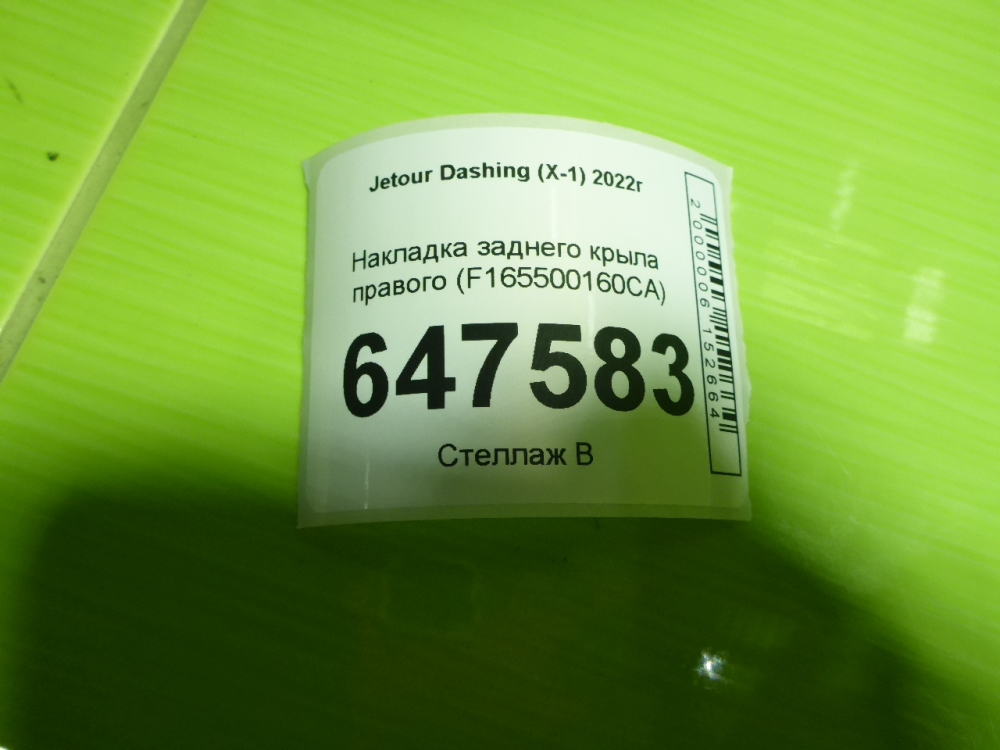 Jetour Dashing (X-1) 2022г
Накладка заднего крыла
правого (F165500160CA)
647583
Стеллаж В
2000006152664